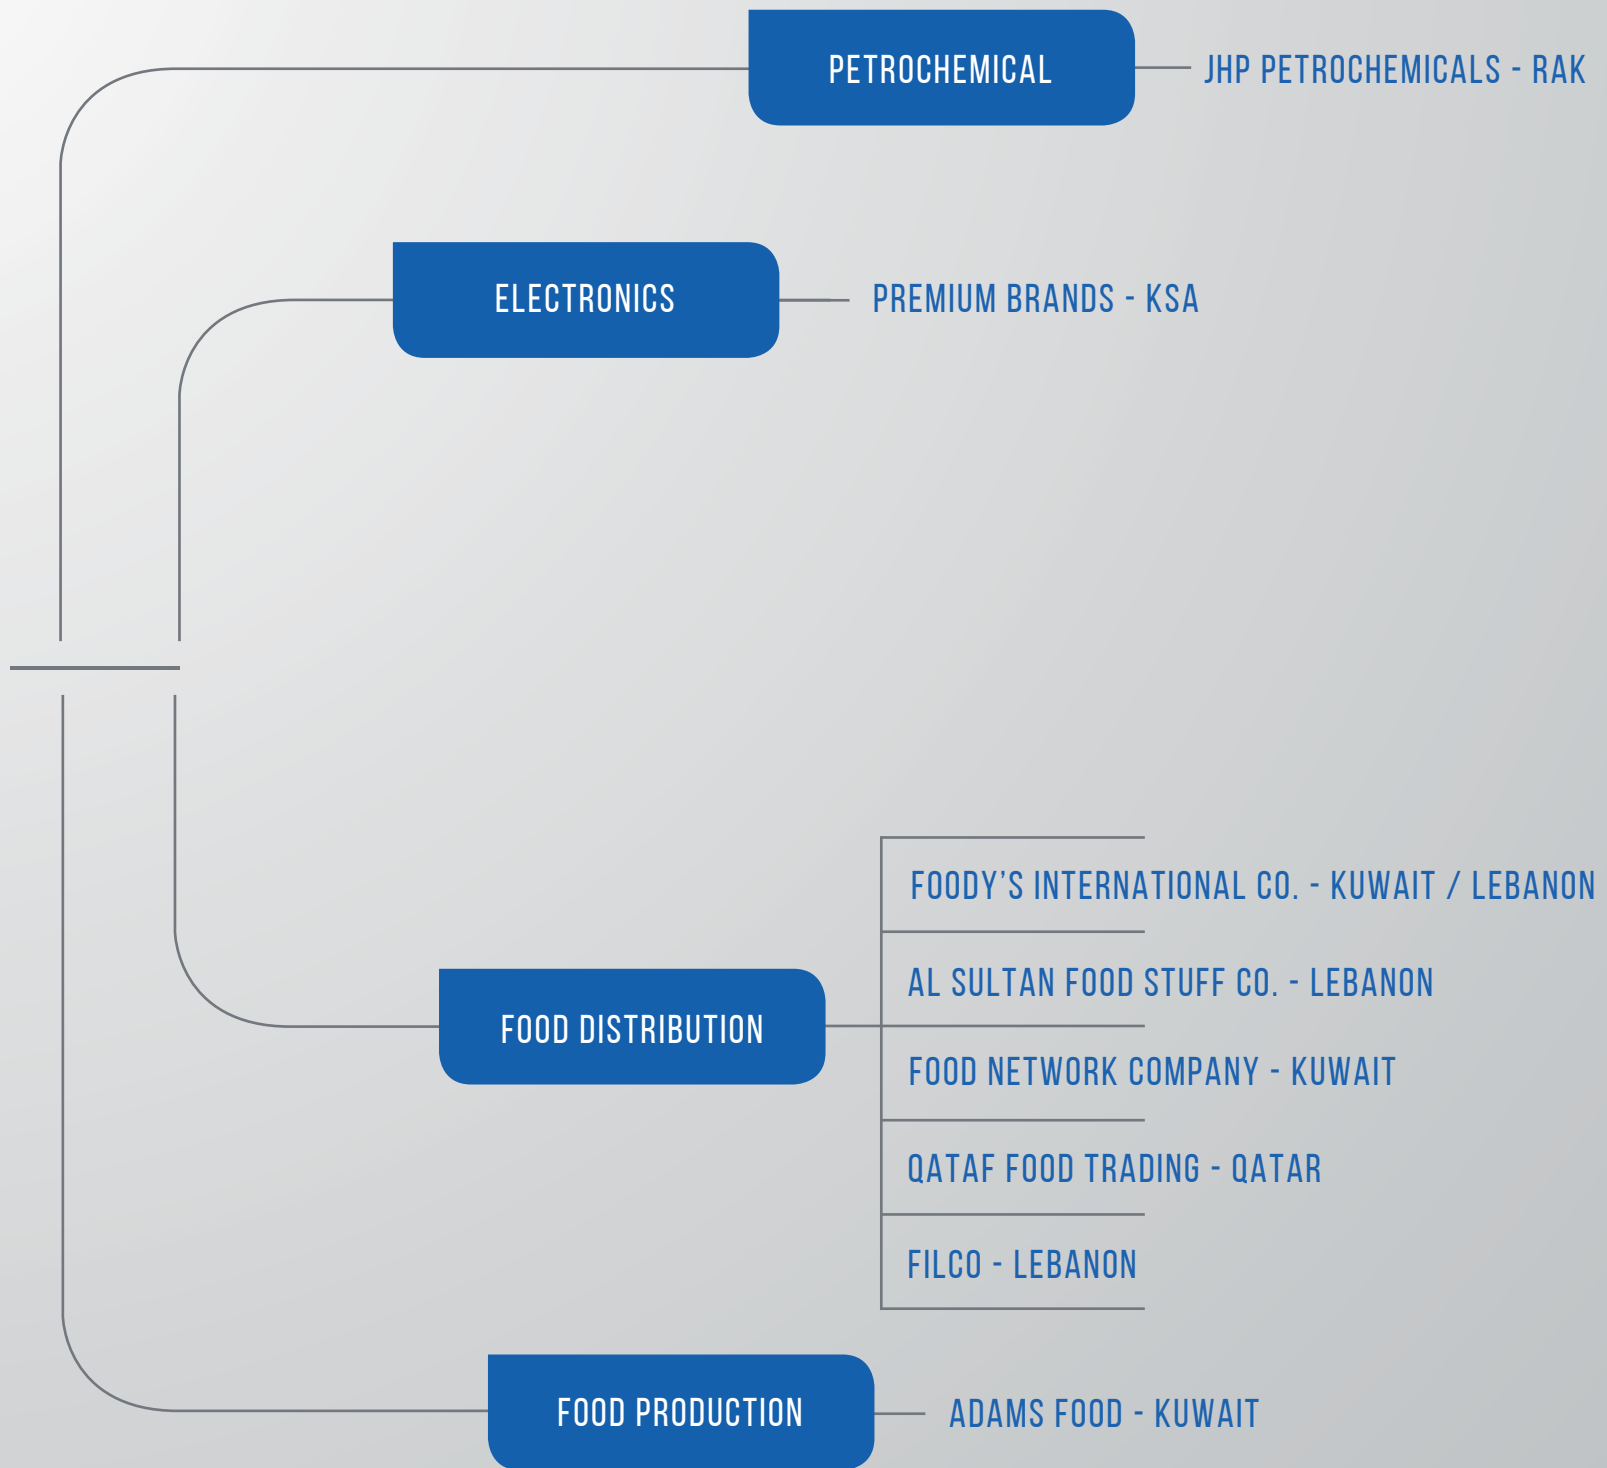 PETROCHEMICAL
JHP PETROCHEMICALS - RAK
ELECTRONICS
PREMIUM BRANDS - KSA
FOOD DISTRIBUTION
FOODY’S INTERNATIONAL CO. - KUWAIT / LEBANON
AL SULTAN FOOD STUFF CO. - LEBANON
FOOD NETWORK COMPANY - KUWAIT
QATAF FOOD TRADING - QATAR
FILCO - LEBANON
FOOD PRODUCTION
ADAMS FOOD - KUWAIT